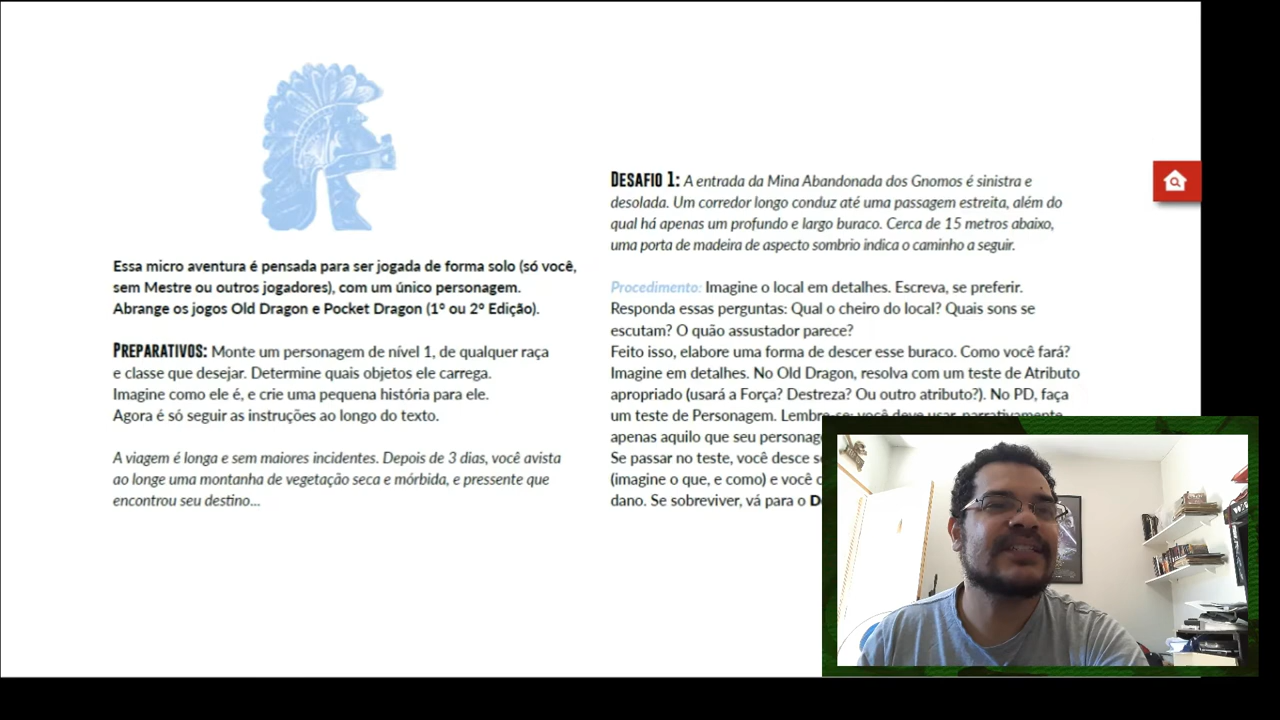 Essa micro aventura é pensada para ser jogada de forma solo (só você,
sem Mestre ou outros jogadores), com um único personagem.
Abrange os jogos Old Dragon e Pocket Dragon (1º ou 2º Edição).
PREPARATIVOS: Monte um personagem de nível 1, de qualquer raça
e classe que desejar. Determine quais objetos ele carrega.
Imagine como ele é, e crie uma pequena história para ele.
Agora é só seguir as instruções ao longo do texto.
A viagem é longa e sem maiores incidentes. Depois de 3 dias, você avista
ao longe uma montanha de vegetação seca e mórbida, e pressente que
encontrou seu destino...
DESAFIO 1: A entrada da Mina Abandonada dos Gnomos é sinistra e
desolada. Um corredor longo conduz até uma passagem estreita, além do
qual há apenas um profundo e largo buraco. Cerca de 15 metros abaixo,
uma porta de madeira de aspecto sombrio indica o caminho a seguir.
Procedimento: Imagine o local em detalhes. Escreva, se preferir.
Responda essas perguntas: Qual o cheiro do local? Quais sons se
escutam? O quão assustador parece?
Feito isso, elabore uma forma de descer esse buraco. Como você fará?
Imagine em detalhes. No Old Dragon, resolva com um teste de Atributo
apropriado (usará a Força? Destreza? Ou outro atributo?). No PD, faça
um teste de Personagem. Lembre-se: você deve usar, narrativamente
apenas aquilo que seu personag
Se passar no teste, você desce s
(imagine o que, e como) e você
dano. Se sobreviver, vá para o